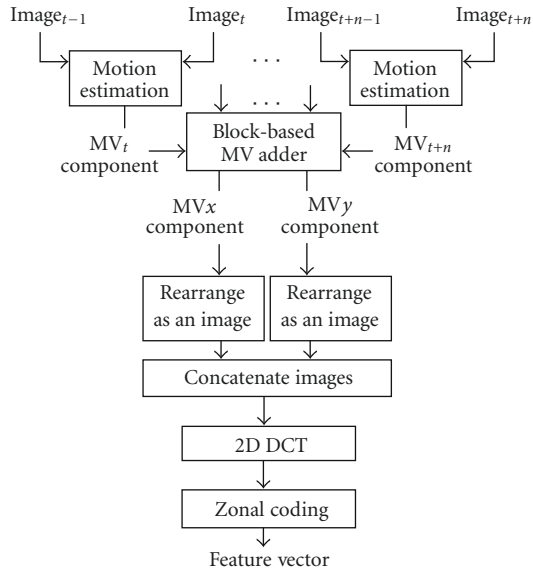 Image_{t−1} Image_t Image_{t+n−1} Image_{t+n}
. . .
Motion
estimation
Motion
estimation
. . .
MV_t
component
Block-based
MV adder
MV_{t+n}
component
MVx
component
MVy
component
Rearrange
as an image
Rearrange
as an image
Concatenate images
2D DCT
Zonal coding
Feature vector